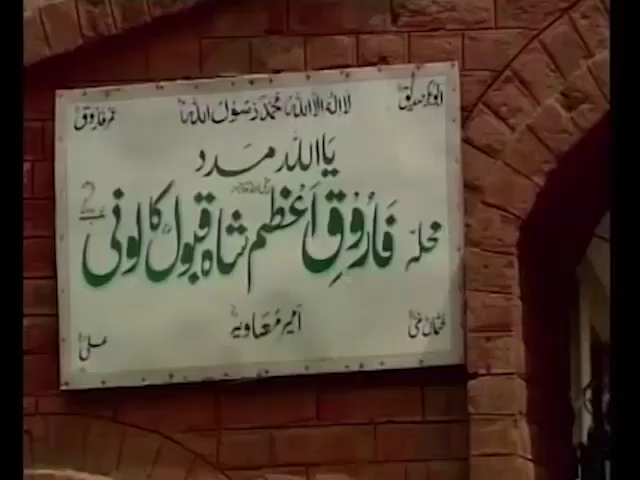 ابوبکر صدیق لا الہ الا اللہ محمد رسول اللہ عمر فاروق
یا اللہ مدد
محلہ فاروق اعظم شاہ قبول کالونی 2
عثمان غنی امیر معاویہ علی